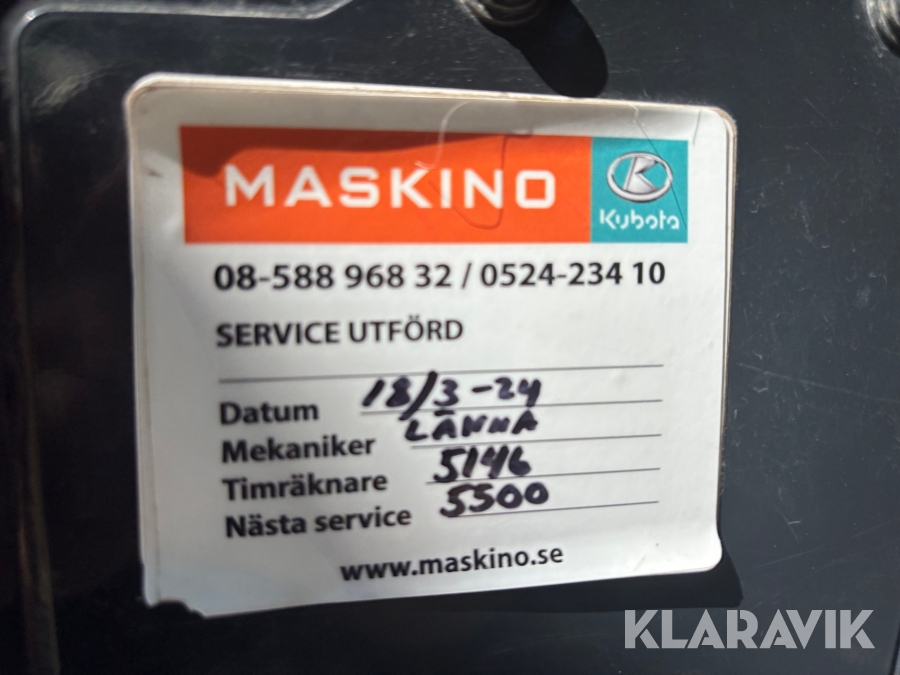 MASKINO
Kubota
08-588 968 32 / 0524-234 10
SERVICE UTFÖRD
Datum 18/3-24
Mekaniker LÄNNA
Timräknare 5146
Nästa service 5500
www.maskino.se
KLARAVIK